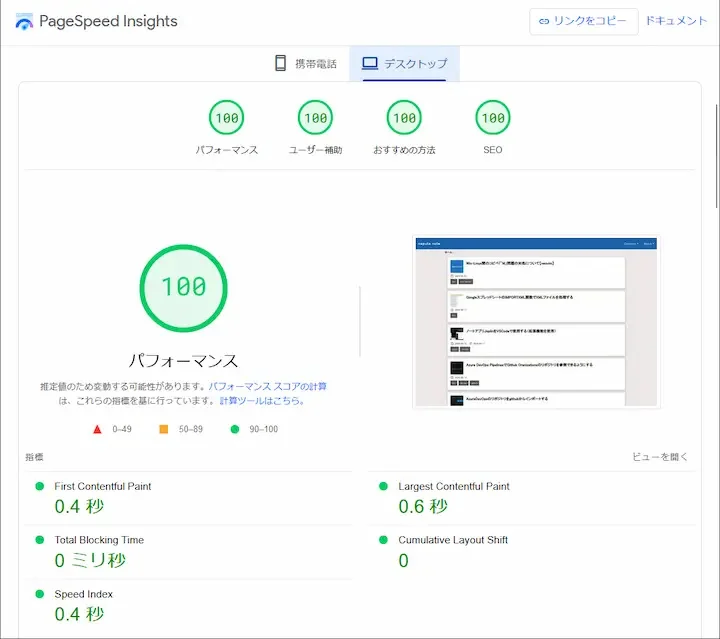 PageSpeed Insights
リンクをコピー
ドキュメント
携帯電話
デスクトップ
100
100
100
100
パフォーマンス
ユーザー補助
おすすめの方法
SEO
100
パフォーマンス
推定値のため変動する可能性があります。パフォーマンス スコアの計算
は、これらの指標を基に行っています。計算ツールはこちら。
0–49
50–89
90–100
指標
ビューを開く
First Contentful Paint
0.4 秒
Largest Contentful Paint
0.6 秒
Total Blocking Time
0 ミリ秒
Cumulative Layout Shift
0
Speed Index
0.4 秒